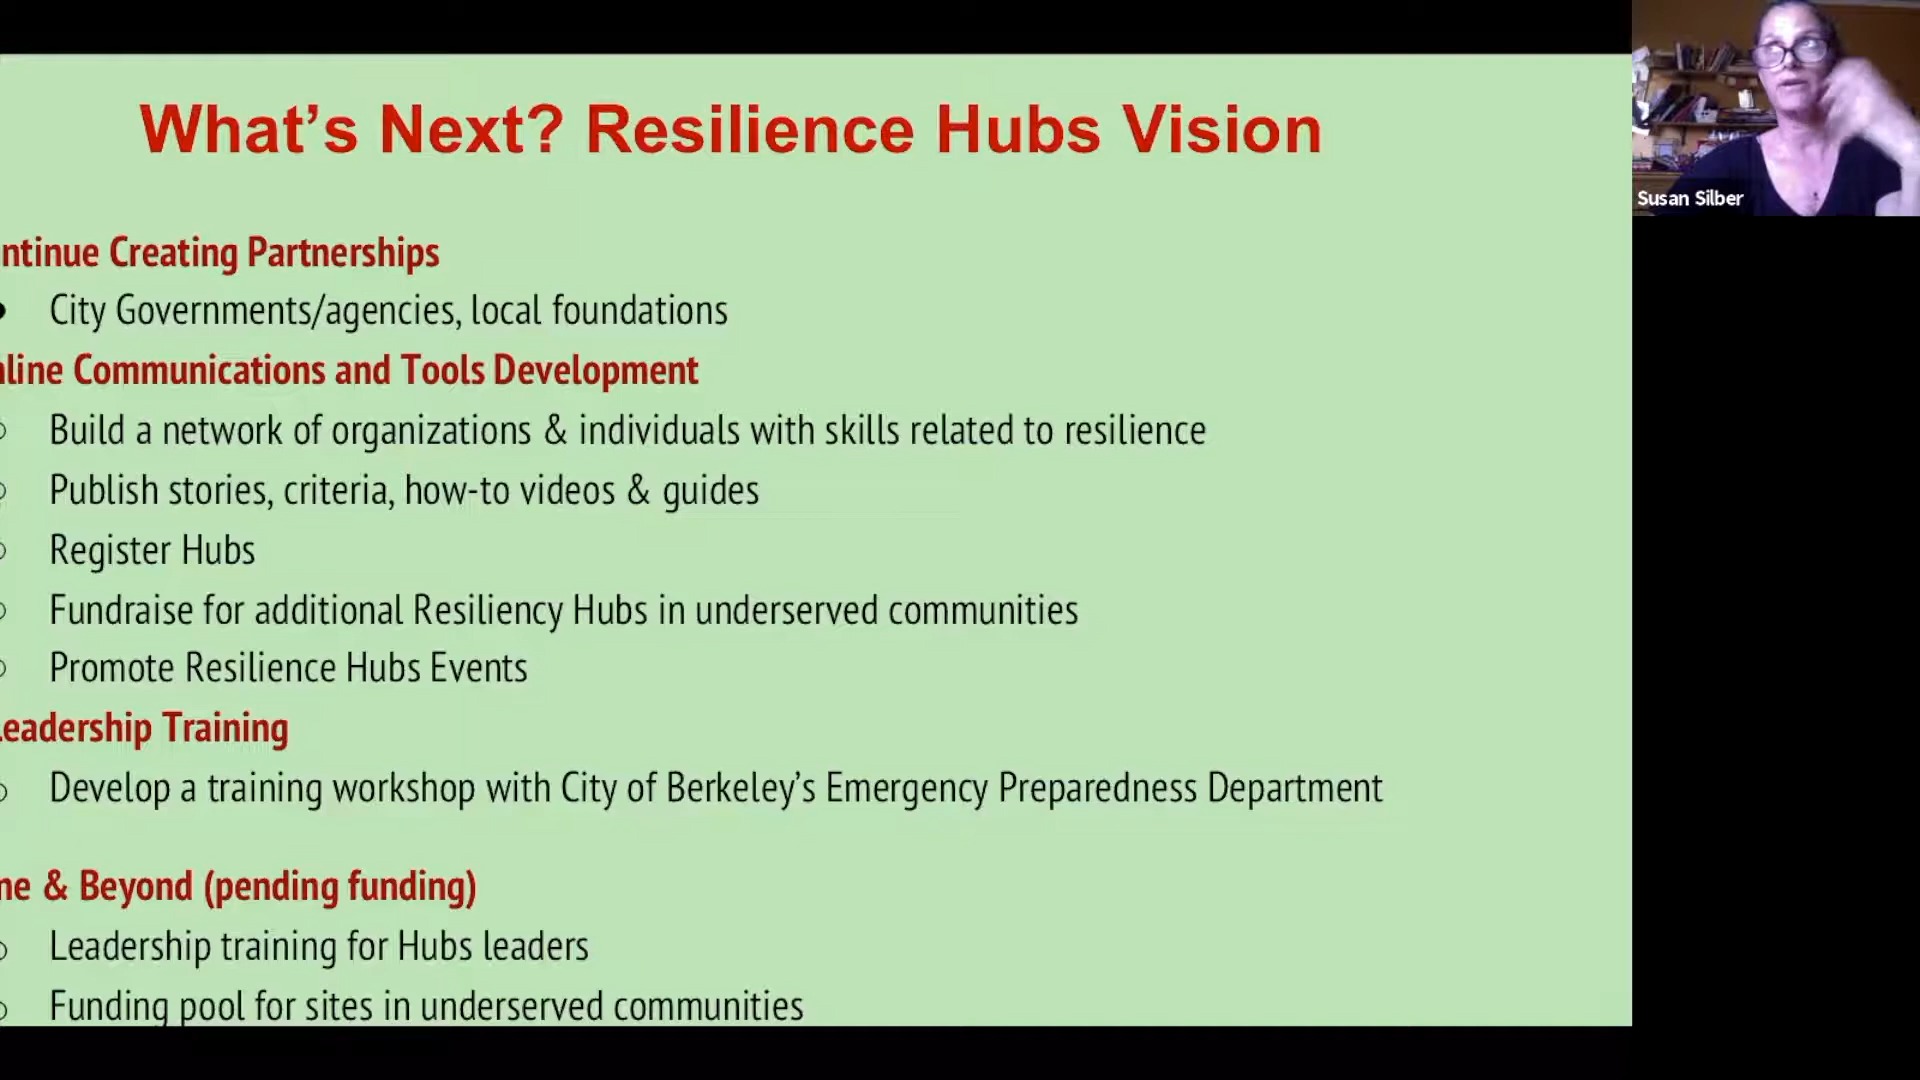 What's Next? Resilience Hubs Vision
Susan Silber
ntinue Creating Partnerships
City Governments/agencies, local foundations
line Communications and Tools Development
Build a network of organizations & individuals with skills related to resilience
Publish stories, criteria, how-to videos & guides
Register Hubs
Fundraise for additional Resiliency Hubs in underserved communities
Promote Resilience Hubs Events
Leadership Training
Develop a training workshop with City of Berkeley's Emergency Preparedness Department
me & Beyond (pending funding)
Leadership training for Hubs leaders
Funding pool for sites in underserved communities